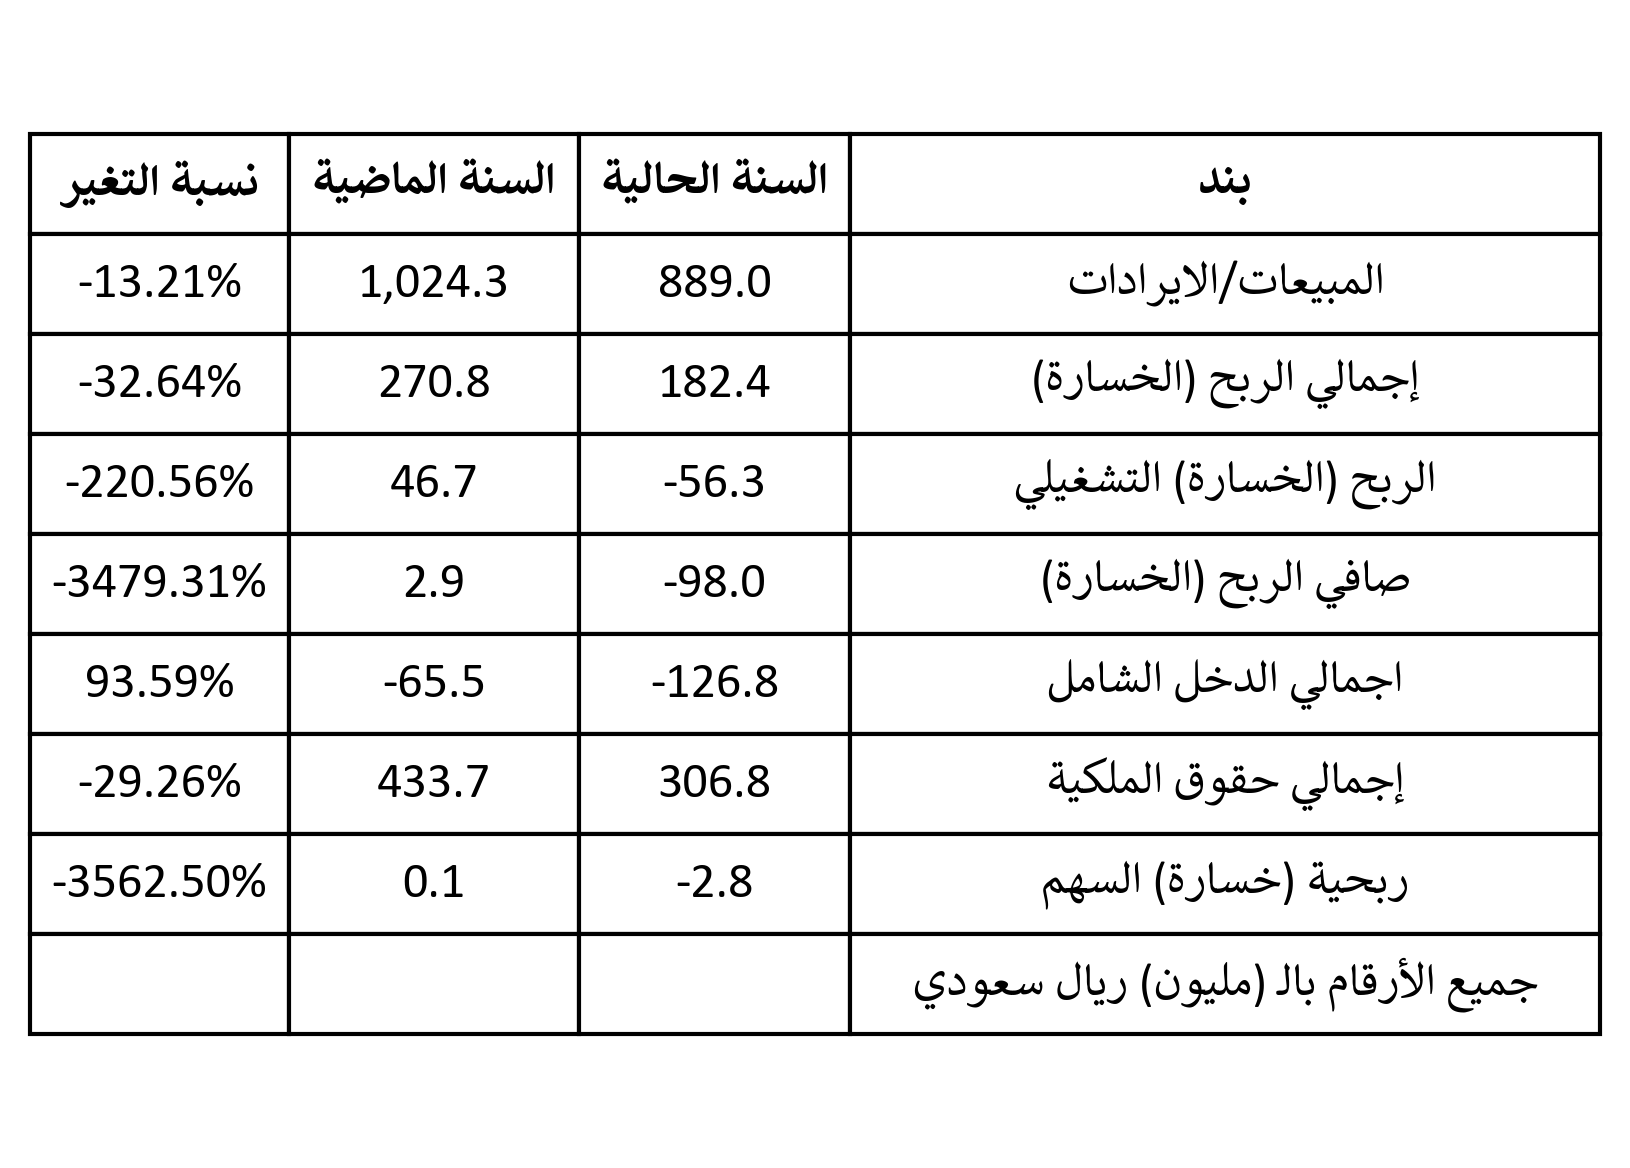 بند السنة الحالية السنة الماضية نسبة التغير
المبيعات/الايرادات 889.0 1,024.3 -13.21%
إجمالي الربح (الخسارة) 182.4 270.8 -32.64%
الربح (الخسارة) التشغيلي -56.3 46.7 -220.56%
صافي الربح (الخسارة) -98.0 2.9 -3479.31%
اجمالي الدخل الشامل -126.8 -65.5 93.59%
إجمالي حقوق الملكية 306.8 433.7 -29.26%
ربحية (خسارة) السهم -2.8 0.1 -3562.50%
جميع الأرقام بالـ (مليون) ريال سعودي